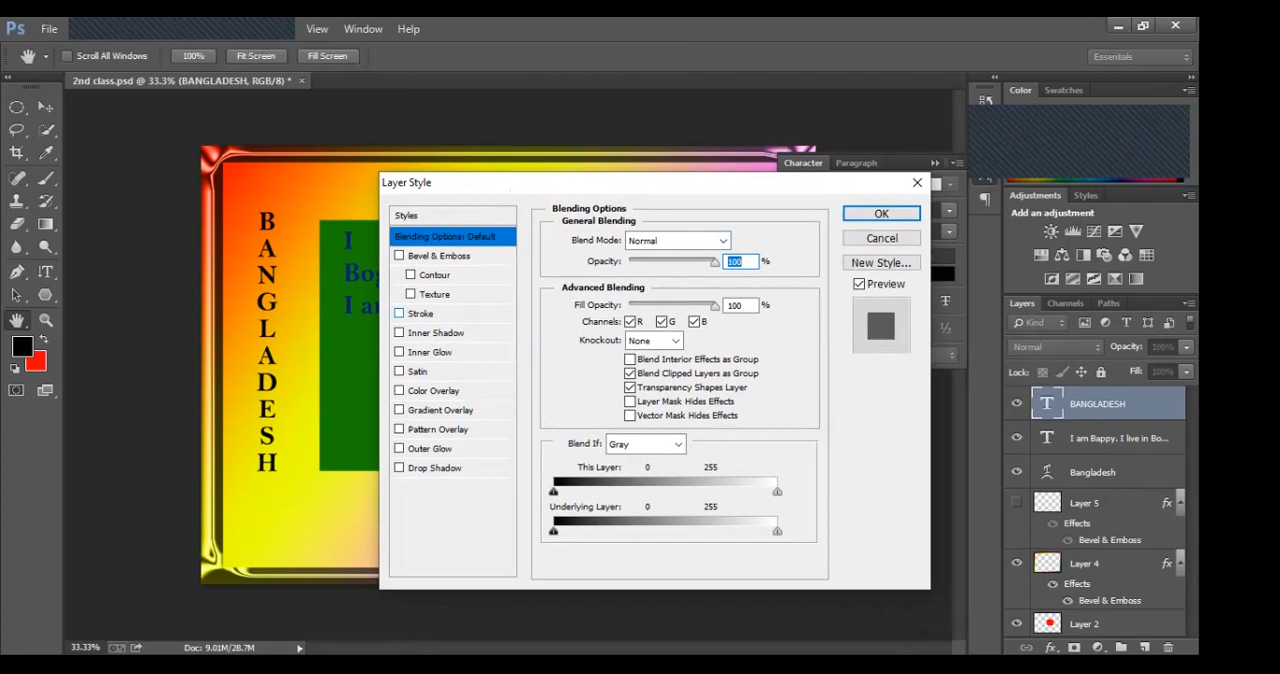 Ps File View Window Help
Scroll All Windows 100% Fit Screen Fill Screen Essentials
2nd class.psd @ 33.3% (BANGLADESH, RGB/8) * ×
Color Swatches
Character Paragraph
Adjustments Styles
Add an adjustment
B
A
N
G
L
A
D
E
S
H
I
Bog
I am
Layer Style
Styles
Blending Options: Default
Bevel & Emboss
Contour
Texture
Stroke
Inner Shadow
Inner Glow
Satin
Color Overlay
Gradient Overlay
Pattern Overlay
Outer Glow
Drop Shadow
Blending Options
General Blending
Blend Mode: Normal
Opacity: 100 %
Advanced Blending
Fill Opacity: 100 %
Channels: R G B
Knockout: None
Blend Interior Effects as Group
Blend Clipped Layers as Group
Transparency Shapes Layer
Layer Mask Hides Effects
Vector Mask Hides Effects
Blend If: Gray
This Layer: 0 255
Underlying Layer: 0 255
OK
Cancel
New Style...
Preview
Layers Channels Paths
Kind
Normal Opacity: 100%
Lock: Fill: 100%
BANGLADESH
I am Bappy. I live in Bo...
Bangladesh
Layer 5 fx
Effects
Bevel & Emboss
Layer 4 fx
Effects
Bevel & Emboss
Layer 2
33.33% Doc: 9.01M/28.7M